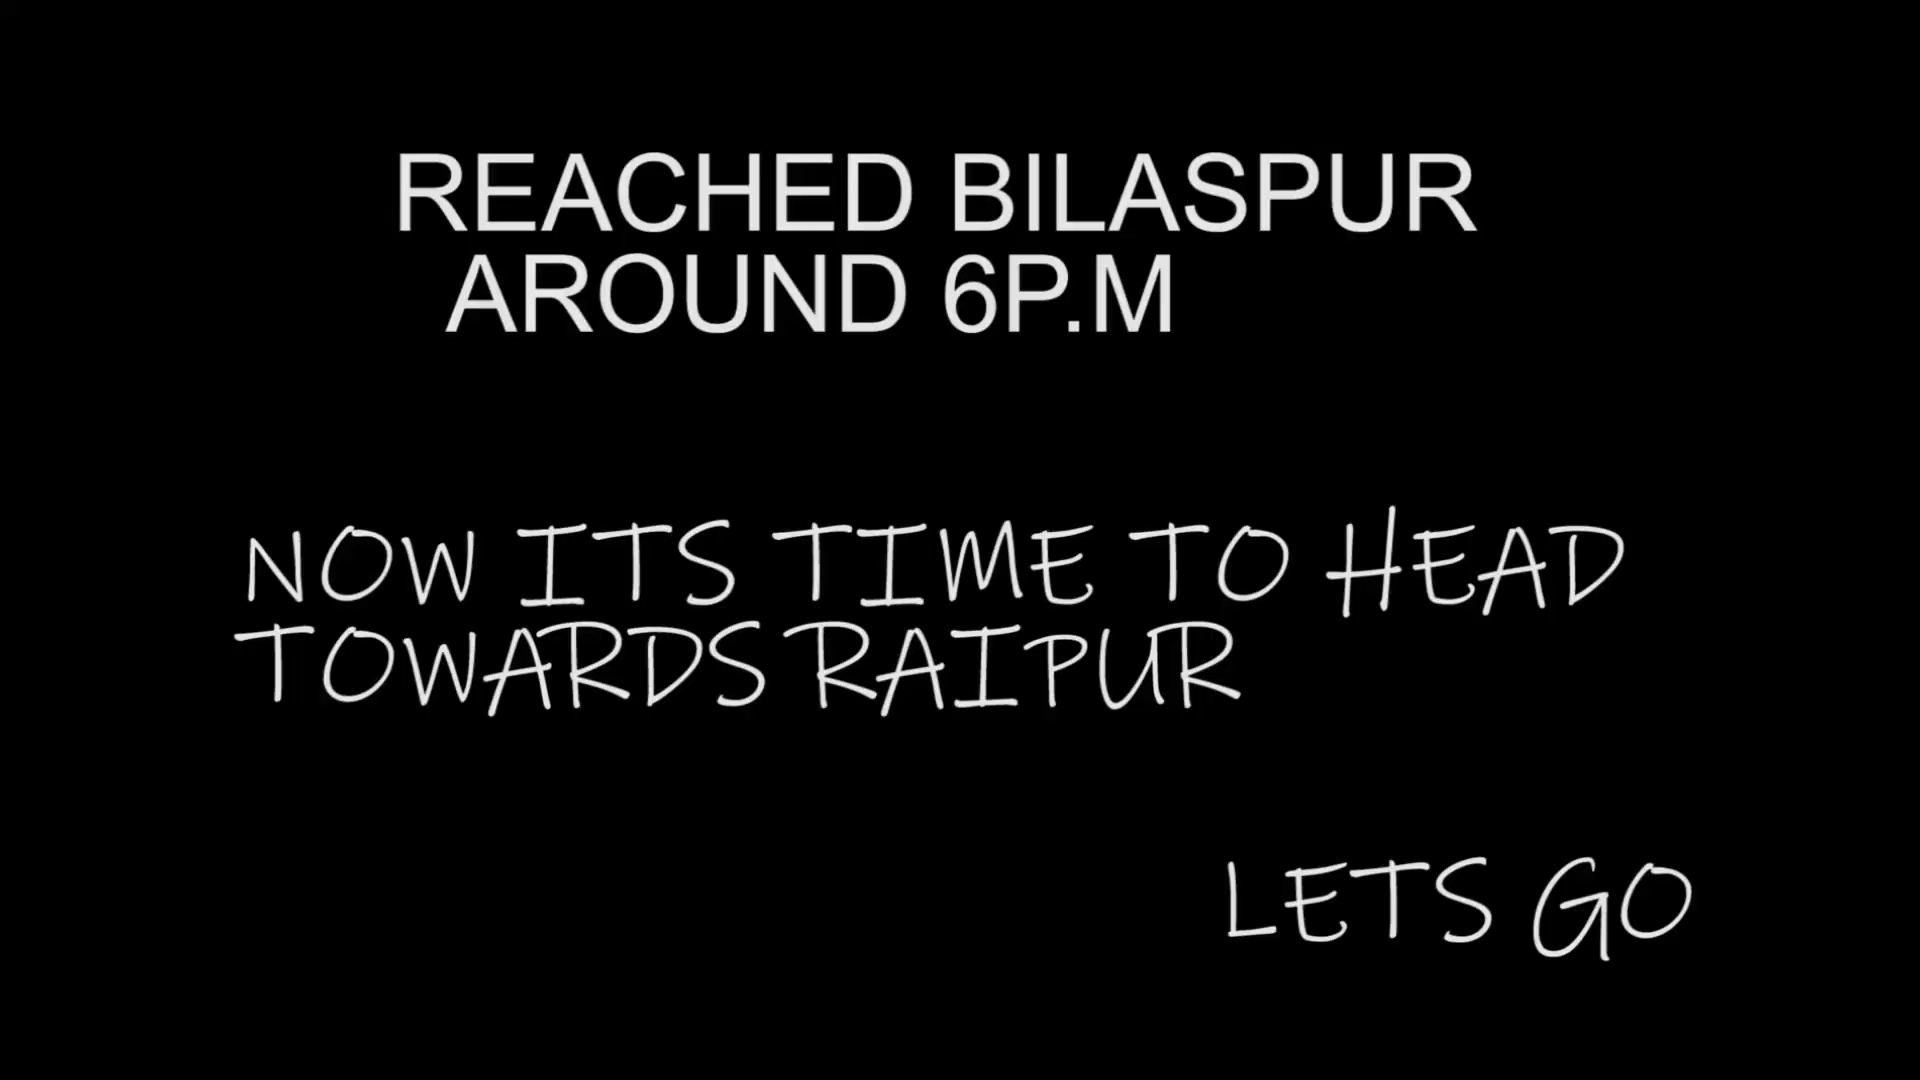 REACHED BILASPUR
AROUND 6P.M
NOW ITS TIME TO HEAD
TOWARDS RAIPUR
LETS GO